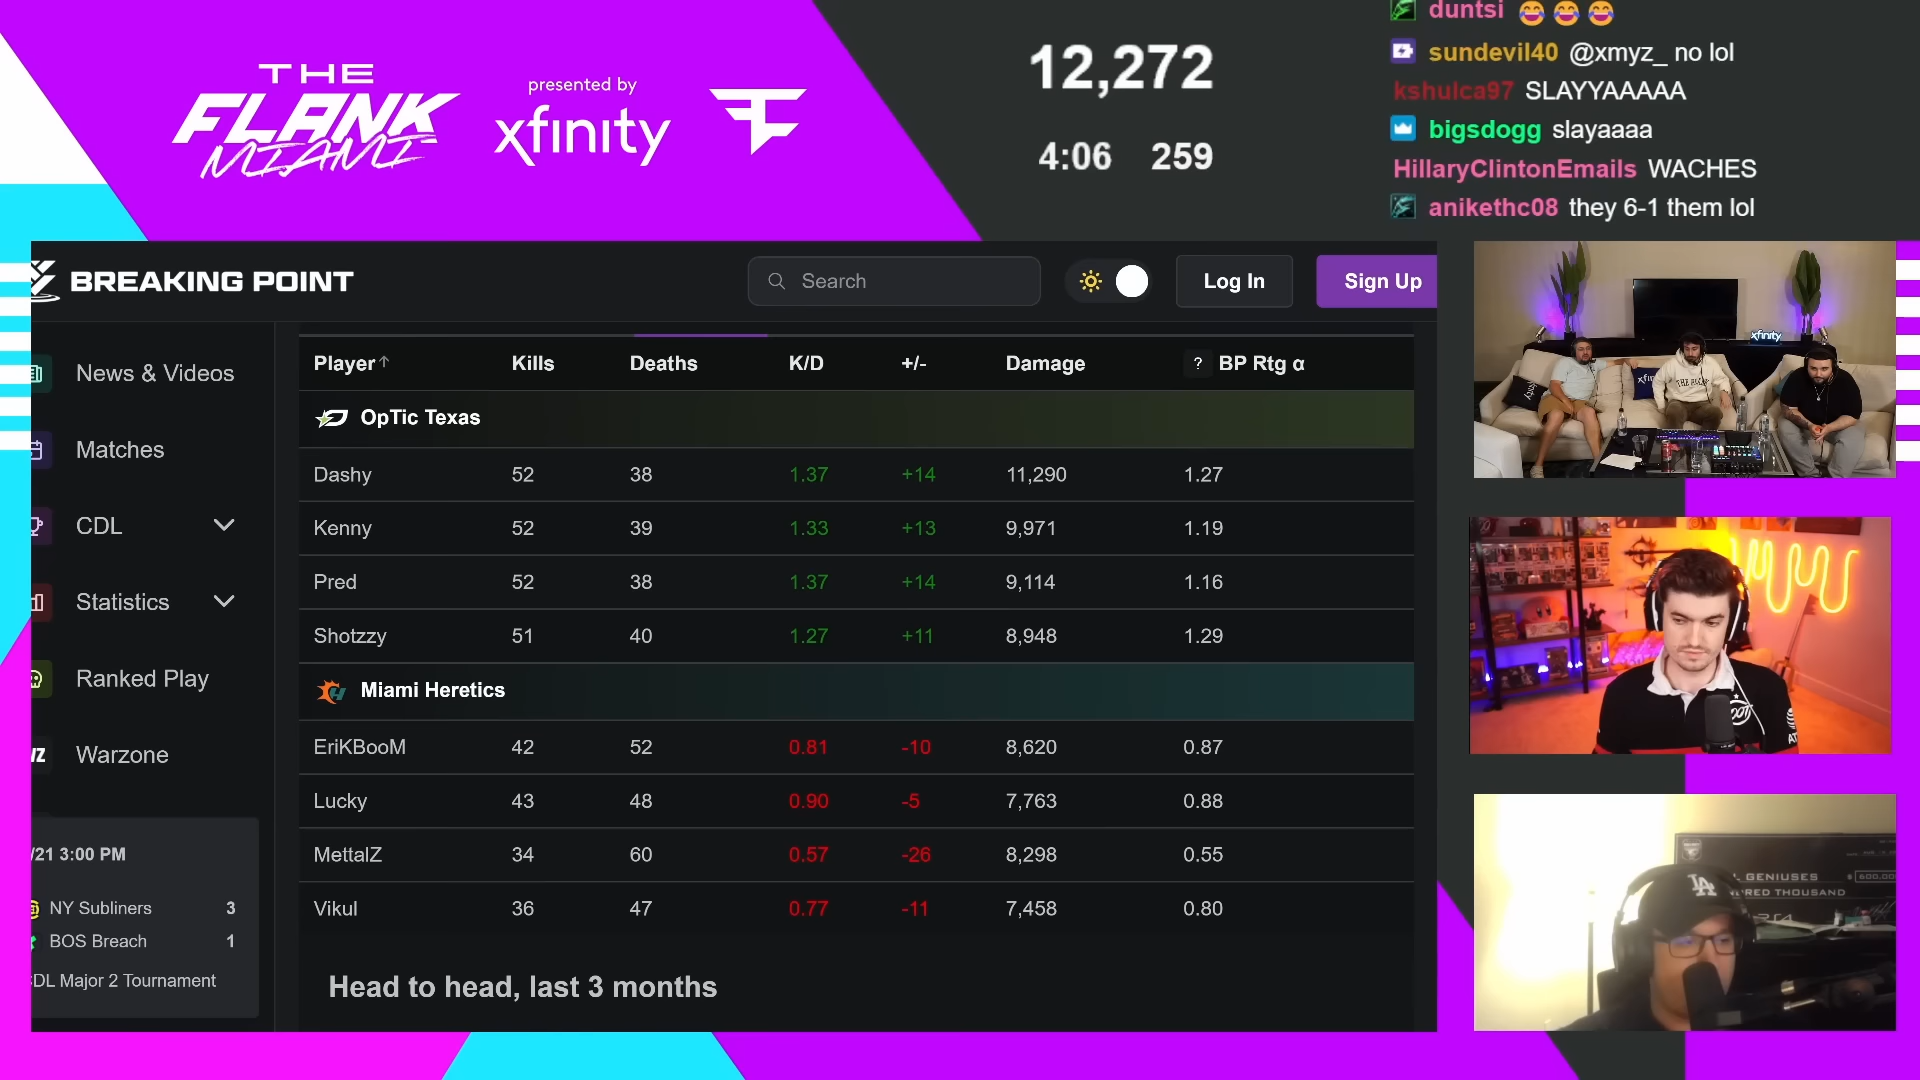 THE
FLANK
MIAMI
presented by
xfinity
12,272
4:06 259
duntsi 😂 😂 😂
sundevil40 @xmyz_ no lol
kshulca97 SLAYYAAAAA
bigsdogg slayaaaa
HillaryClintonEmails WACHES
anikethc08 they 6-1 them lol
BREAKING POINT
Search
Log In
Sign Up
News & Videos
Matches
CDL
Statistics
Ranked Play
Warzone
/21 3:00 PM
NY Subliners 3
BOS Breach 1
CDL Major 2 Tournament
Player↑ Kills Deaths K/D +/- Damage ? BP Rtg α
OpTic Texas
Dashy 52 38 1.37 +14 11,290 1.27
Kenny 52 39 1.33 +13 9,971 1.19
Pred 52 38 1.37 +14 9,114 1.16
Shotzzy 51 40 1.27 +11 8,948 1.29
Miami Heretics
EriKBooM 42 52 0.81 -10 8,620 0.87
Lucky 43 48 0.90 -5 7,763 0.88
MettalZ 34 60 0.57 -26 8,298 0.55
Vikul 36 47 0.77 -11 7,458 0.80
Head to head, last 3 months
xfinity
L GENIUSES
RED THOUSAND
LA